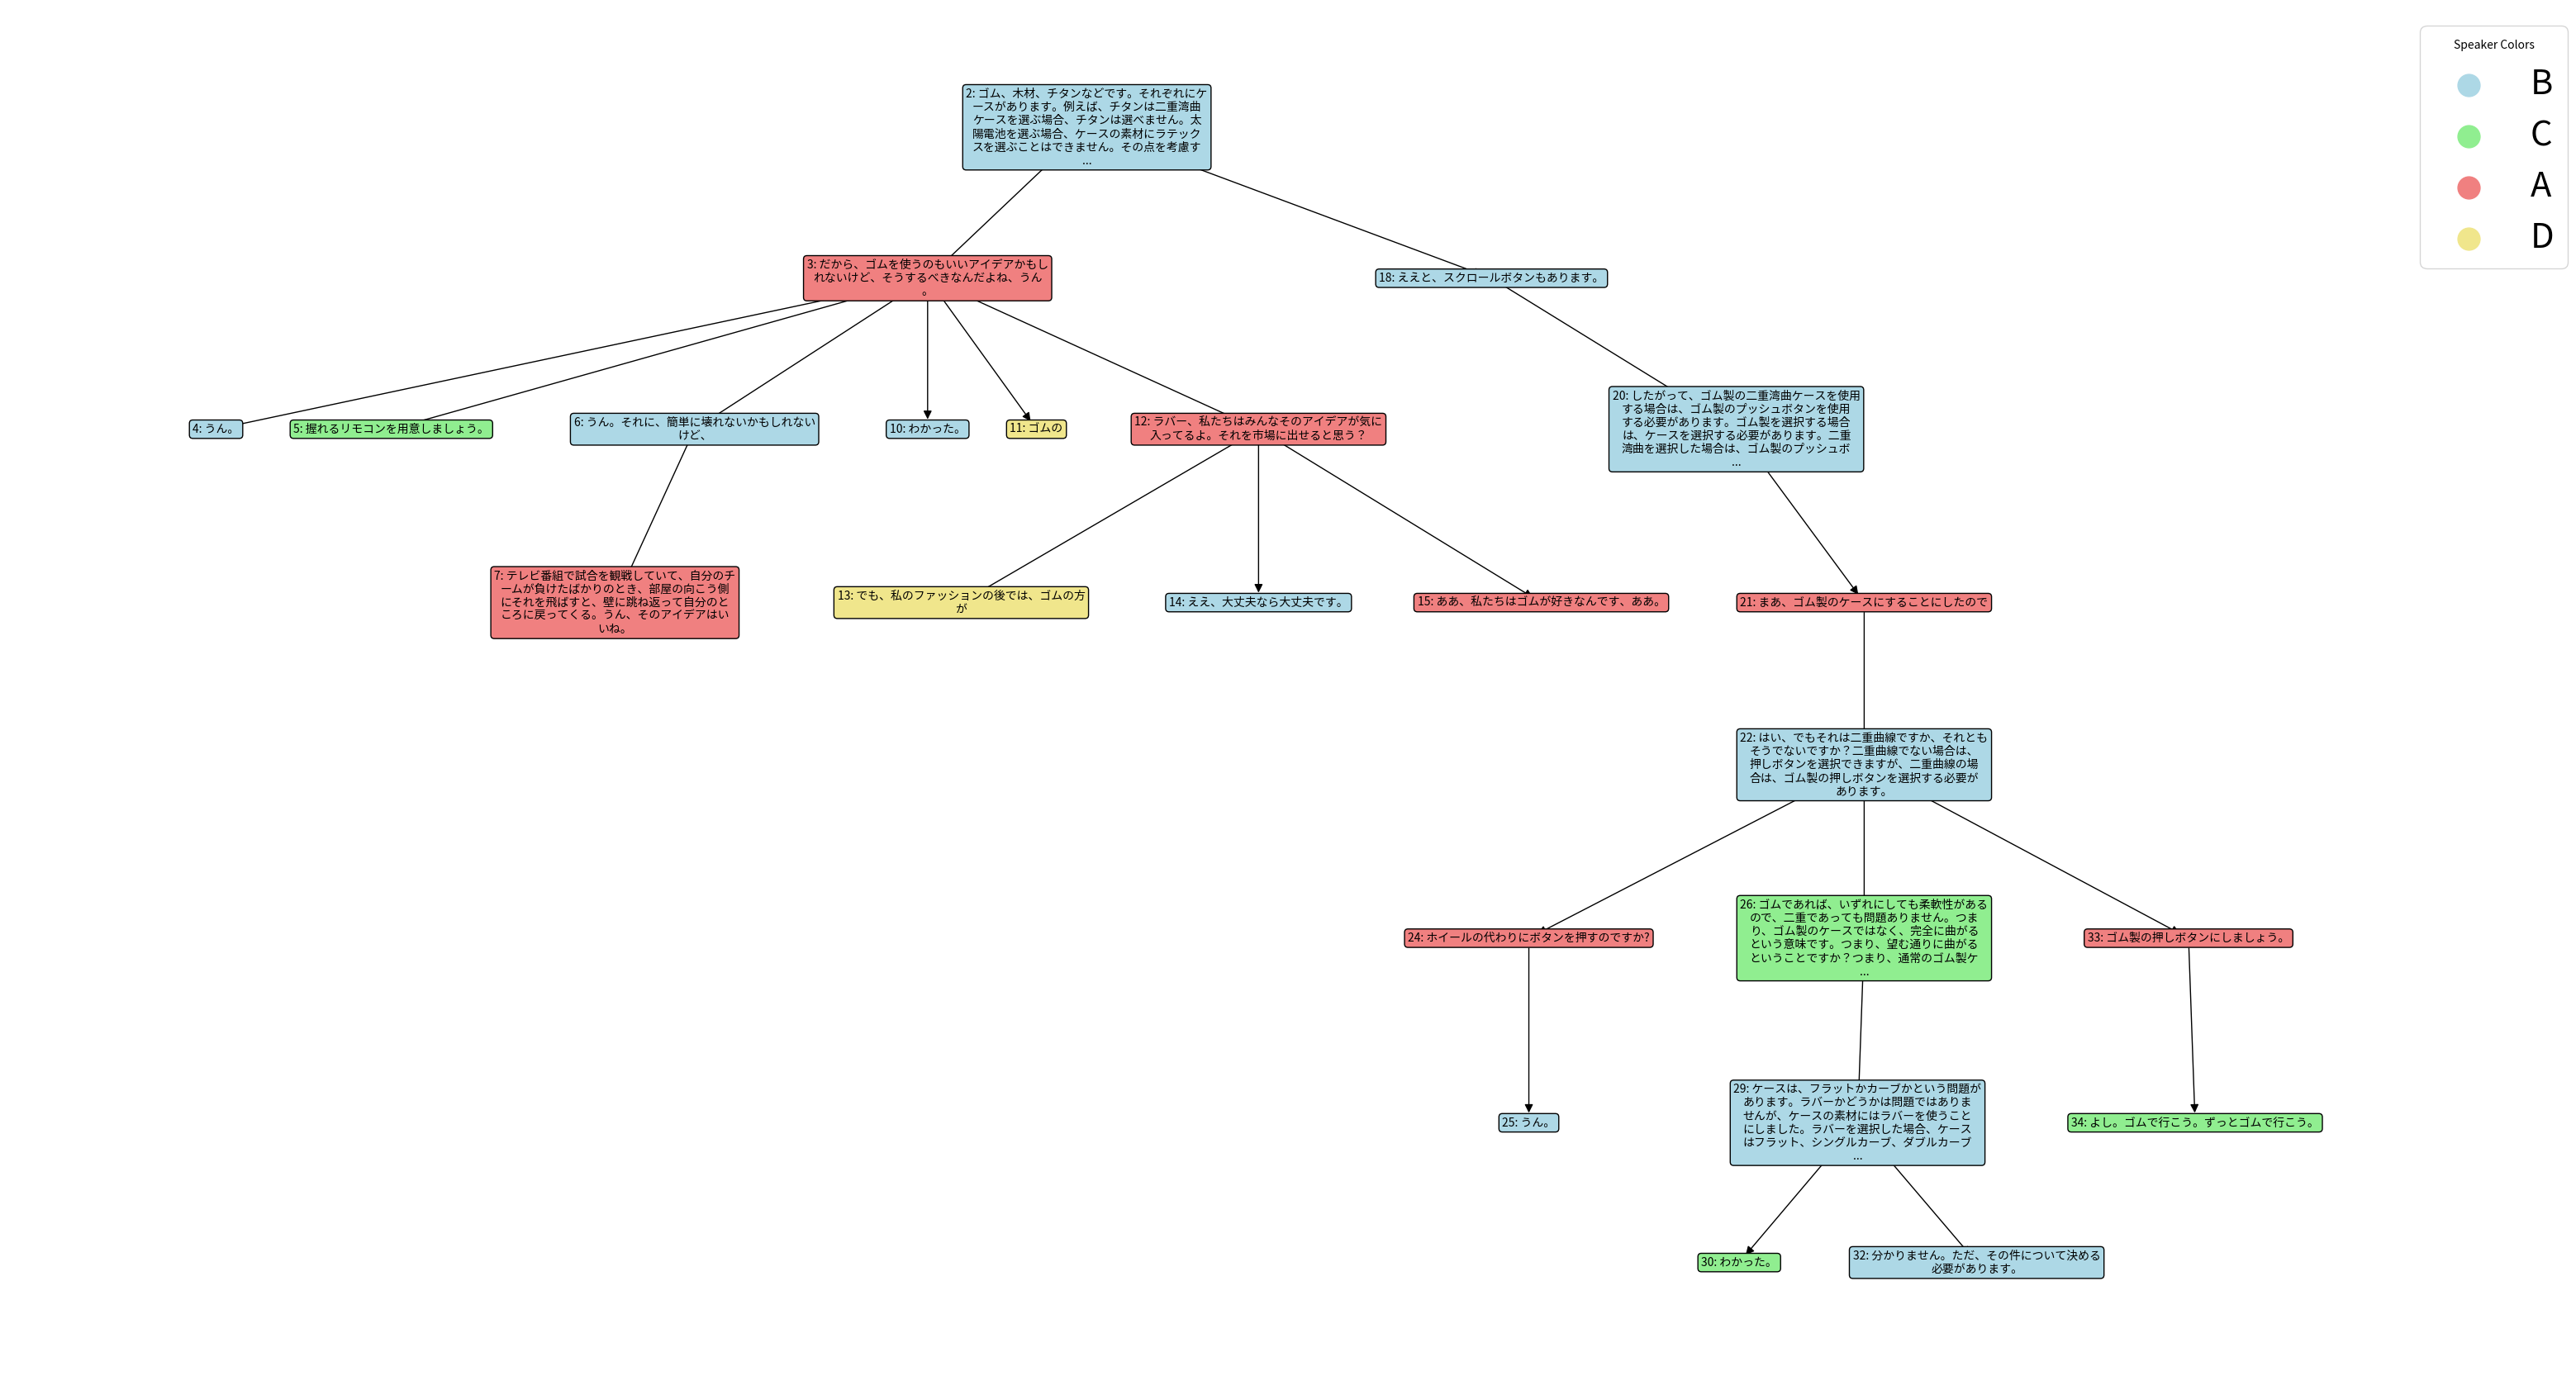 Speaker Colors
B
C
A
D
2: ゴム、木材、チタンなどです。それぞれにケ
ースがあります。例えば、チタンは二重湾曲
ケースを選ぶ場合、チタンは選べません。太
陽電池を選ぶ場合、ケースの素材にラテック
スを選ぶことはできません。その点を考慮す
...
3: だから、ゴムを使うのもいいアイデアかもし
れないけど、そうするべきなんだよね、うん
。
18: ええと、スクロールボタンもあります。
4: うん。
5: 握れるリモコンを用意しましょう。
6: うん。それに、簡単に壊れないかもしれない
けど、
10: わかった。
11: ゴムの
12: ラバー、私たちはみんなそのアイデアが気に
入ってるよ。それを市場に出せると思う？
20: したがって、ゴム製の二重湾曲ケースを使用
する場合は、ゴム製のプッシュボタンを使用
する必要があります。ゴム製を選択する場合
は、ケースを選択する必要があります。二重
湾曲を選択した場合は、ゴム製のプッシュボ
...
7: テレビ番組で試合を観戦していて、自分のチ
ームが負けたばかりのとき、部屋の向こう側
にそれを飛ばすと、壁に跳ね返って自分のと
ころに戻ってくる。うん、そのアイデアはい
いね。
13: でも、私のファッションの後では、ゴムの方
が
14: ええ、大丈夫なら大丈夫です。
15: ああ、私たちはゴムが好きなんです、ああ。
21: まあ、ゴム製のケースにすることにしたので
22: はい、でもそれは二重曲線ですか、それとも
そうでないですか？二重曲線でない場合は、
押しボタンを選択できますが、二重曲線の場
合は、ゴム製の押しボタンを選択する必要が
あります。
24: ホイールの代わりにボタンを押すのですか?
26: ゴムであれば、いずれにしても柔軟性がある
ので、二重であっても問題ありません。つま
り、ゴム製のケースではなく、完全に曲がる
という意味です。つまり、望む通りに曲がる
ということですか？つまり、通常のゴム製ケ
...
33: ゴム製の押しボタンにしましょう。
25: うん。
29: ケースは、フラットかカーブかという問題が
あります。ラバーかどうかは問題ではありま
せんが、ケースの素材にはラバーを使うこと
にしました。ラバーを選択した場合、ケース
はフラット、シングルカーブ、ダブルカーブ
...
34: よし。ゴムで行こう。ずっとゴムで行こう。
30: わかった。
32: 分かりません。ただ、その件について決める
必要があります。